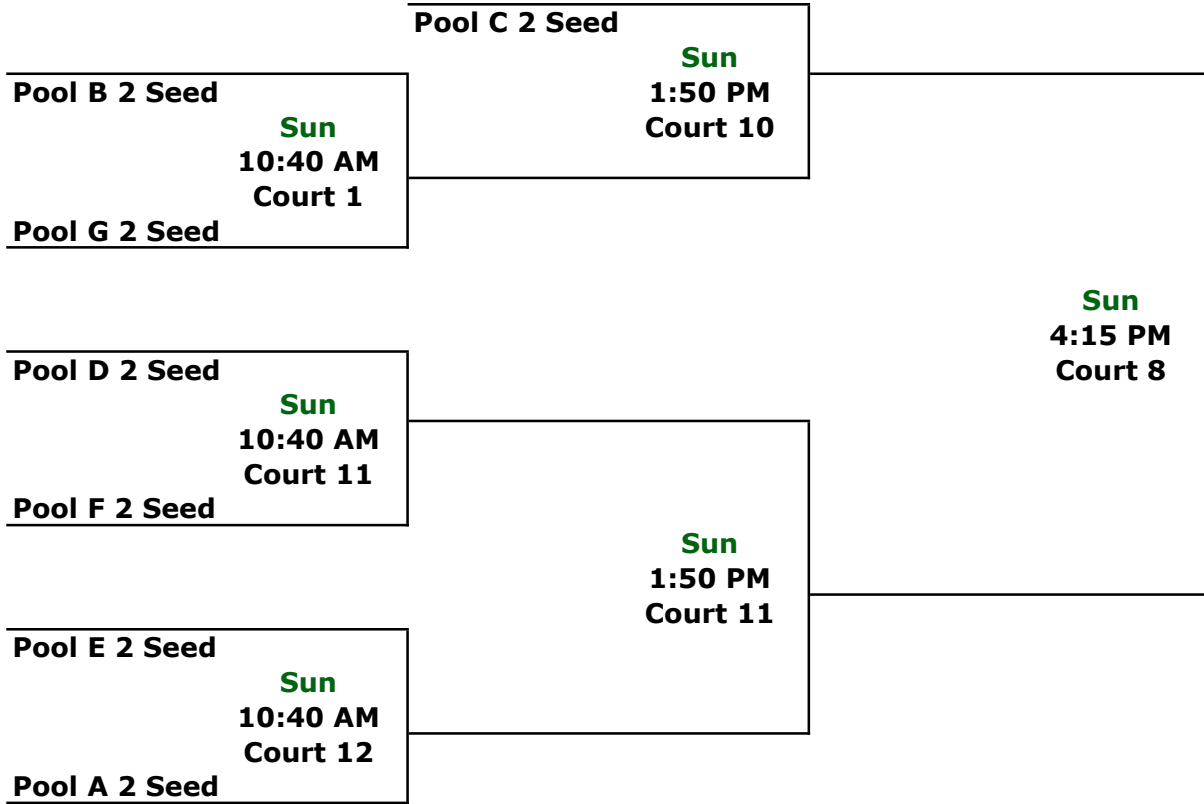 Pool C 2 Seed
Sun
1:50 PM
Court 10
Pool B 2 Seed
Sun
10:40 AM
Court 1
Pool G 2 Seed
Sun
4:15 PM
Court 8
Pool D 2 Seed
Sun
10:40 AM
Court 11
Pool F 2 Seed
Sun
1:50 PM
Court 11
Pool E 2 Seed
Sun
10:40 AM
Court 12
Pool A 2 Seed